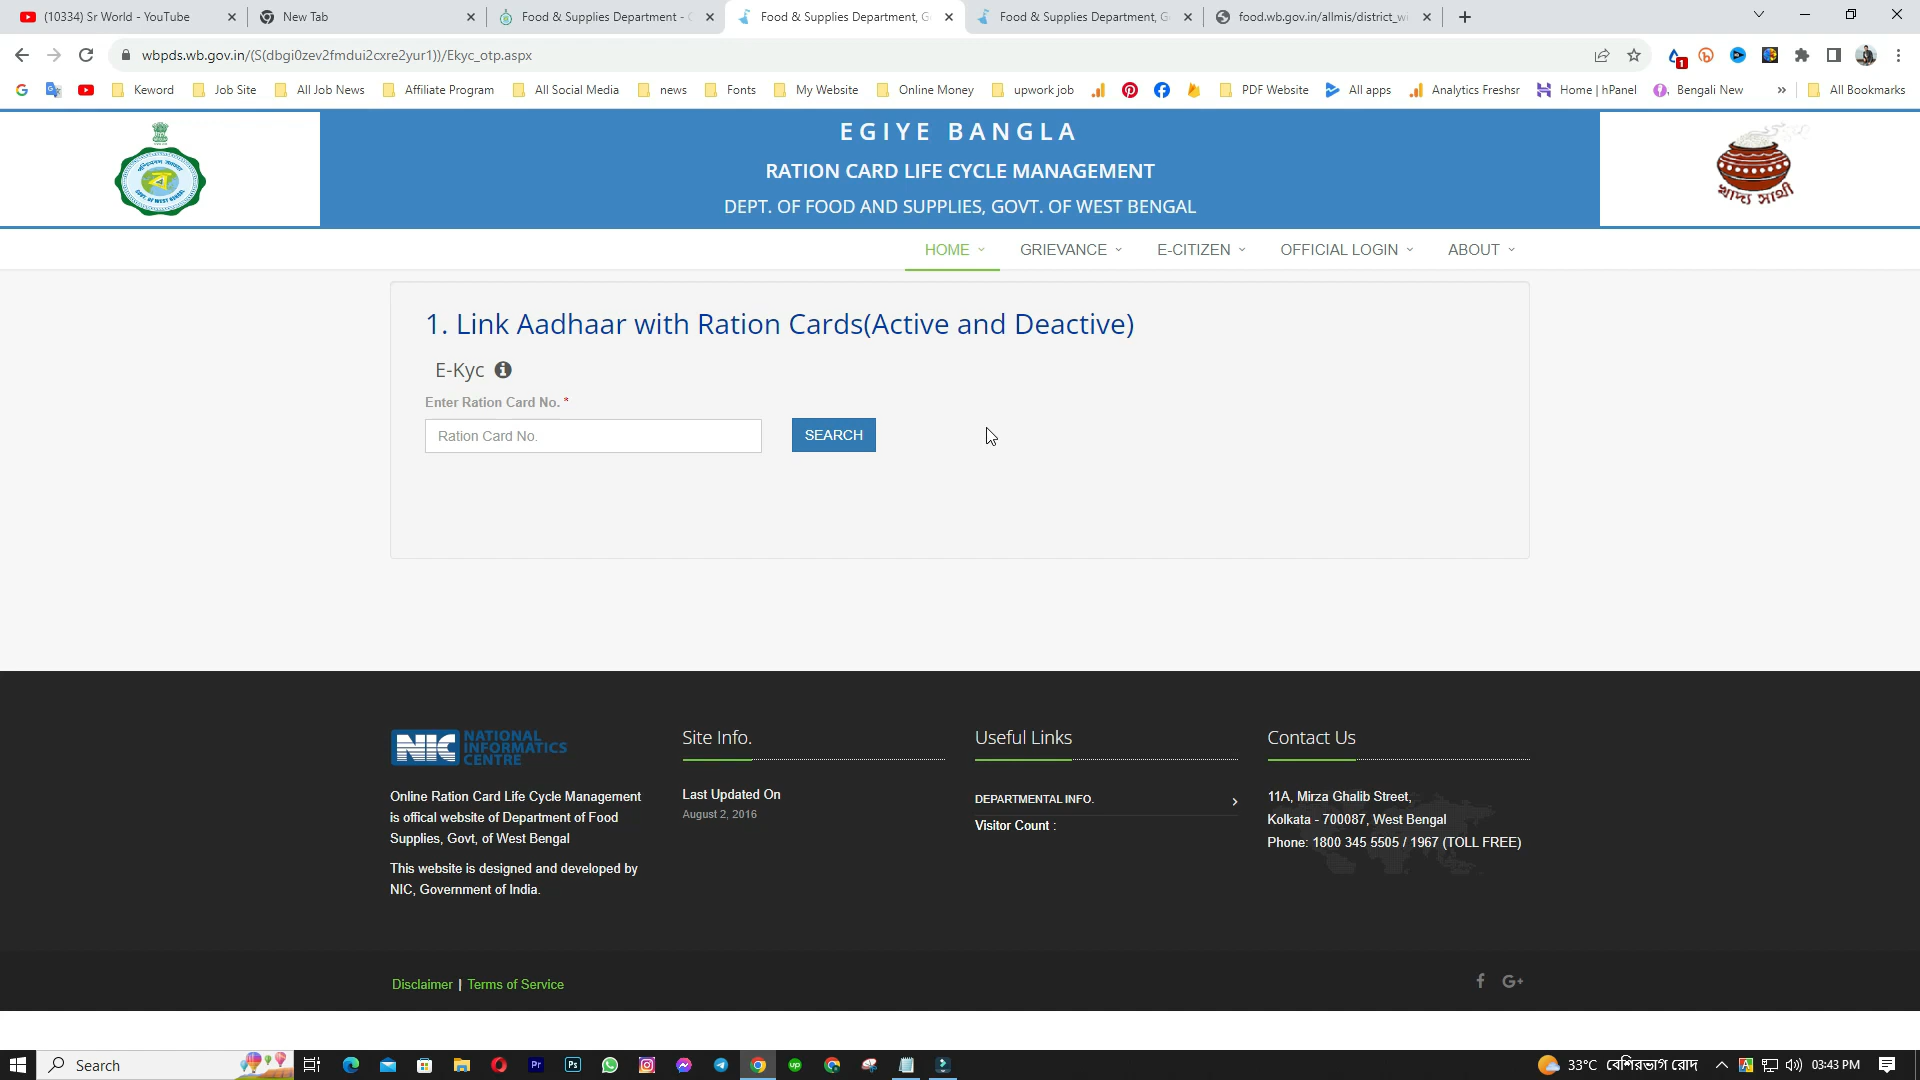 (10334) Sr World - YouTube
New Tab
Food & Supplies Department -
Food & Supplies Department, G
Food & Supplies Department, G
food.wb.gov.in/allmis/district_wi
wbpds.wb.gov.in/(S(dbgi0zev2fmdui2cxre2yur1))/Ekyc_otp.aspx
1
Keword
Job Site
All Job News
Affiliate Program
All Social Media
news
Fonts
My Website
Online Money
upwork job
PDF Website
All apps
Analytics Freshsr
Home | hPanel
Bengali New
»
All Bookmarks
EGIYE BANGLA
RATION CARD LIFE CYCLE MANAGEMENT
DEPT. OF FOOD AND SUPPLIES, GOVT. OF WEST BENGAL
খাদ্য সাথী
HOME
GRIEVANCE
E-CITIZEN
OFFICIAL LOGIN
ABOUT
1. Link Aadhaar with Ration Cards(Active and Deactive)
E-Kyc
Enter Ration Card No. *
Ration Card No.
SEARCH
NIC NATIONAL
INFORMATICS
CENTRE
Online Ration Card Life Cycle Management
is offical website of Department of Food
Supplies, Govt, of West Bengal
This website is designed and developed by
NIC, Government of India.
Site Info.
Last Updated On
August 2, 2016
Useful Links
DEPARTMENTAL INFO.
Visitor Count :
Contact Us
11A, Mirza Ghalib Street,
Kolkata - 700087, West Bengal
Phone: 1800 345 5505 / 1967 (TOLL FREE)
Disclaimer | Terms of Service
f G+
Search
Pr
Ps
up
33°C বেশিরভাগ রোদ
03:43 PM